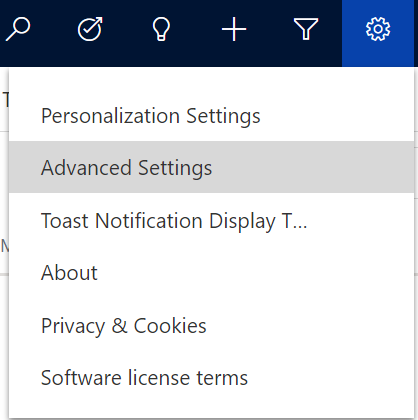 T
Personalization Settings
Advanced Settings
Toast Notification Display T...
M
About
Privacy & Cookies
Software license terms